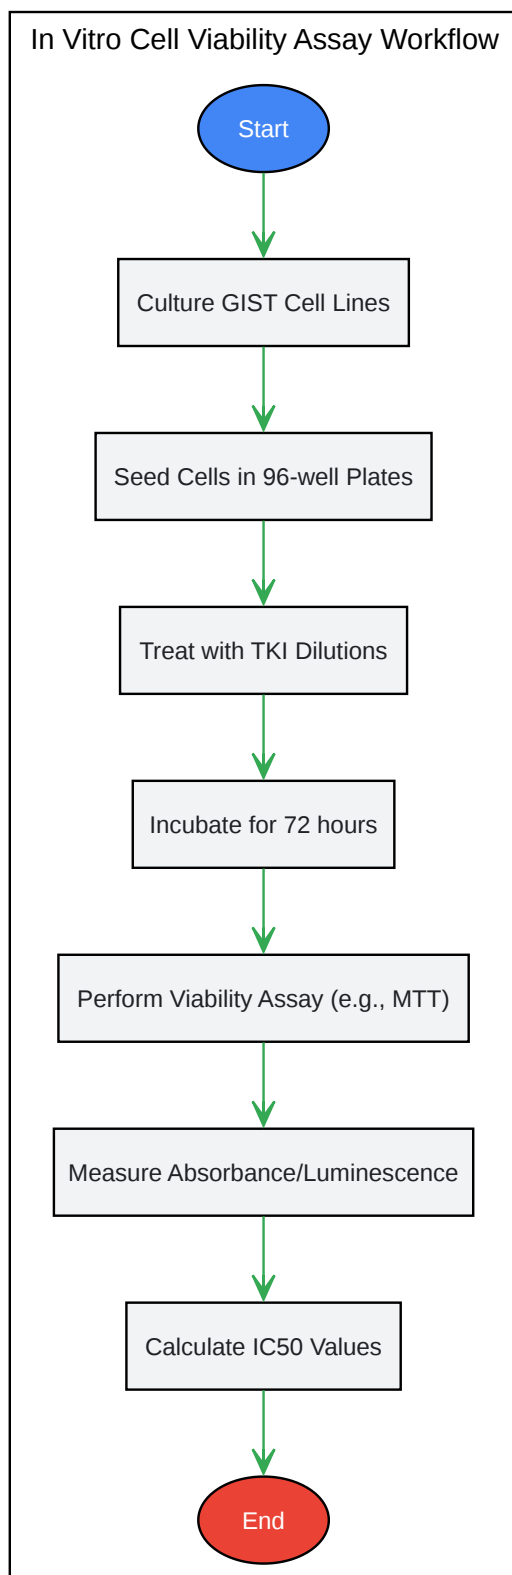 In Vitro Cell Viability Assay Workflow
Start
Culture GIST Cell Lines
Seed Cells in 96-well Plates
Treat with TKI Dilutions
Incubate for 72 hours
Perform Viability Assay (e.g., MTT)
Measure Absorbance/Luminescence
Calculate IC50 Values
End